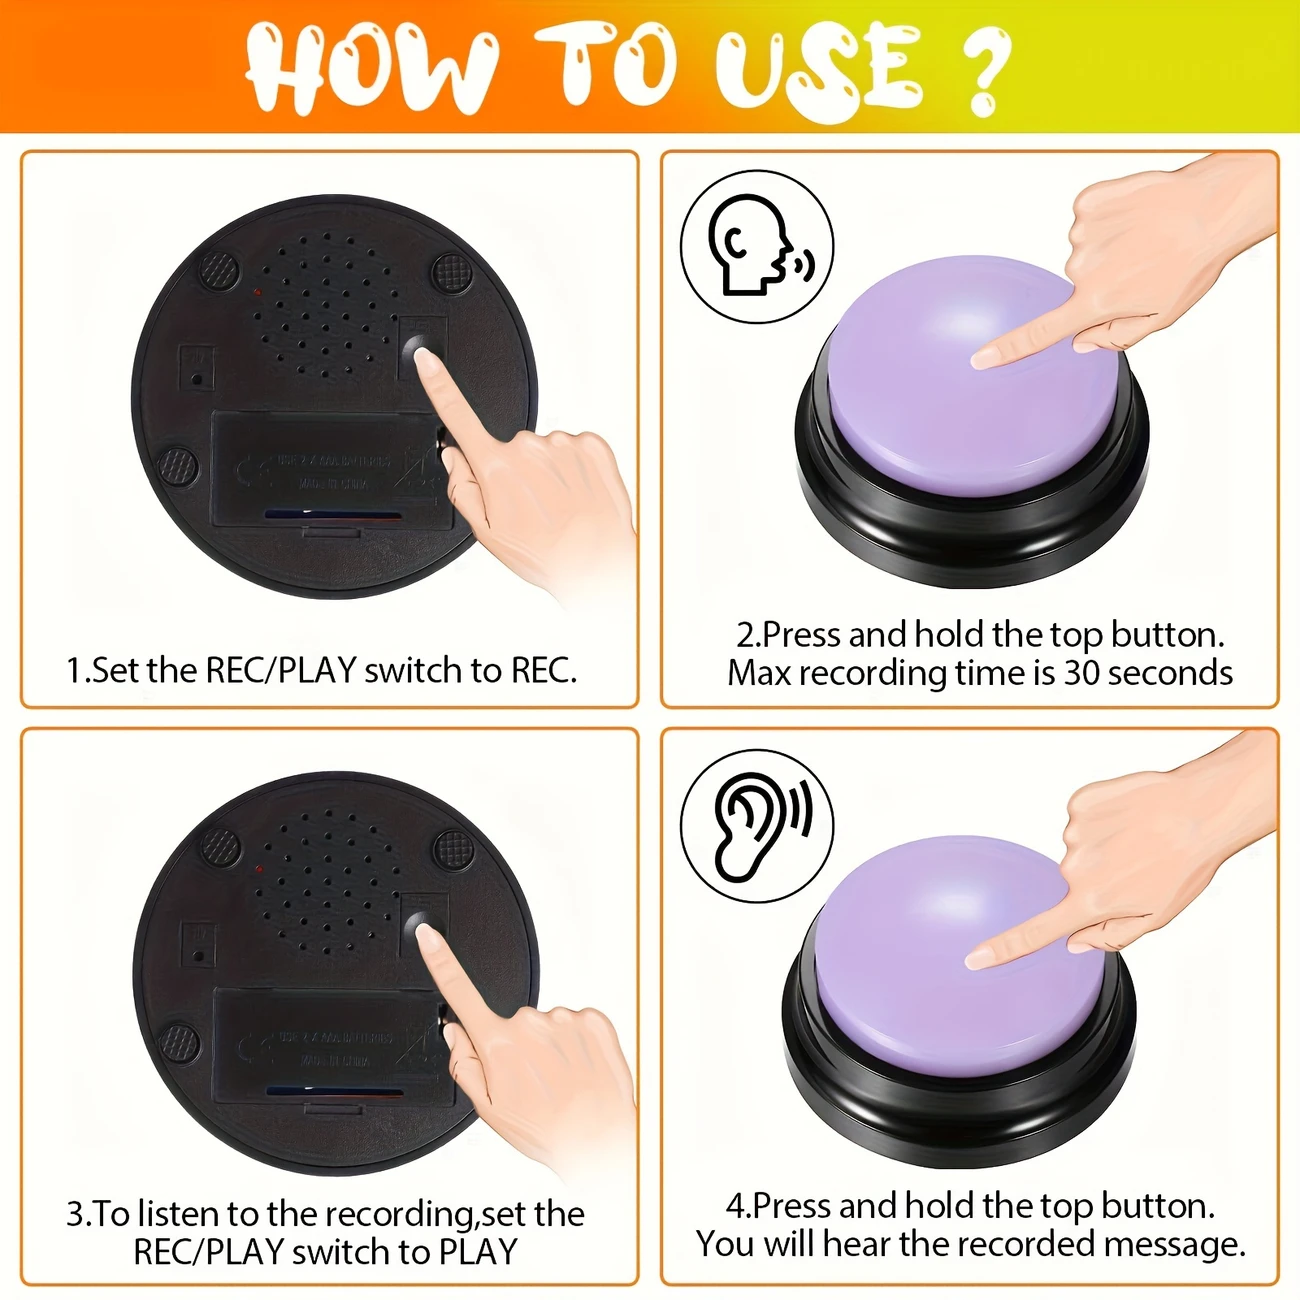 HOW TO USE ?
USE 2 X AAA BATTERIES
MADE IN CHINA
1.Set the REC/PLAY switch to REC.
2.Press and hold the top button.
Max recording time is 30 seconds
USE 2 X AAA BATTERIES
MADE IN CHINA
3.To listen to the recording,set the
REC/PLAY switch to PLAY
4.Press and hold the top button.
You will hear the recorded message.